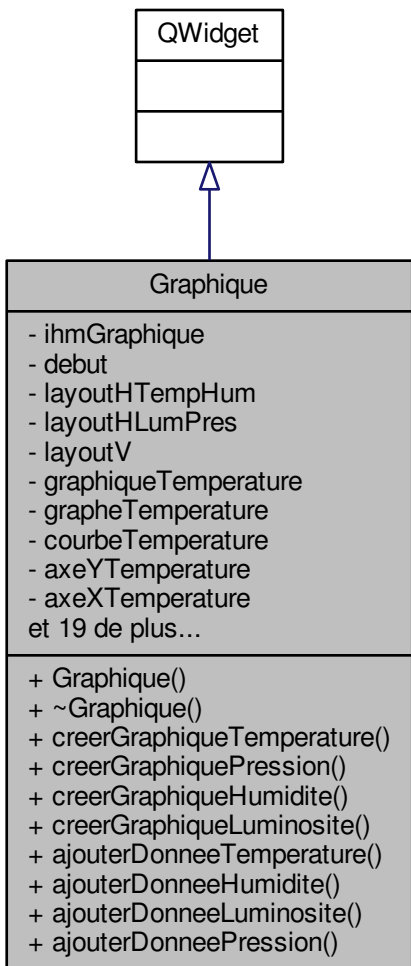 QWidget
Graphique
- ihmGraphique
- debut
- layoutHTempHum
- layoutHLumPres
- layoutV
- graphiqueTemperature
- grapheTemperature
- courbeTemperature
- axeYTemperature
- axeXTemperature
et 19 de plus...
+ Graphique()
+ ~Graphique()
+ creerGraphiqueTemperature()
+ creerGraphiquePression()
+ creerGraphiqueHumidite()
+ creerGraphiqueLuminosite()
+ ajouterDonneeTemperature()
+ ajouterDonneeHumidite()
+ ajouterDonneeLuminosite()
+ ajouterDonneePression()